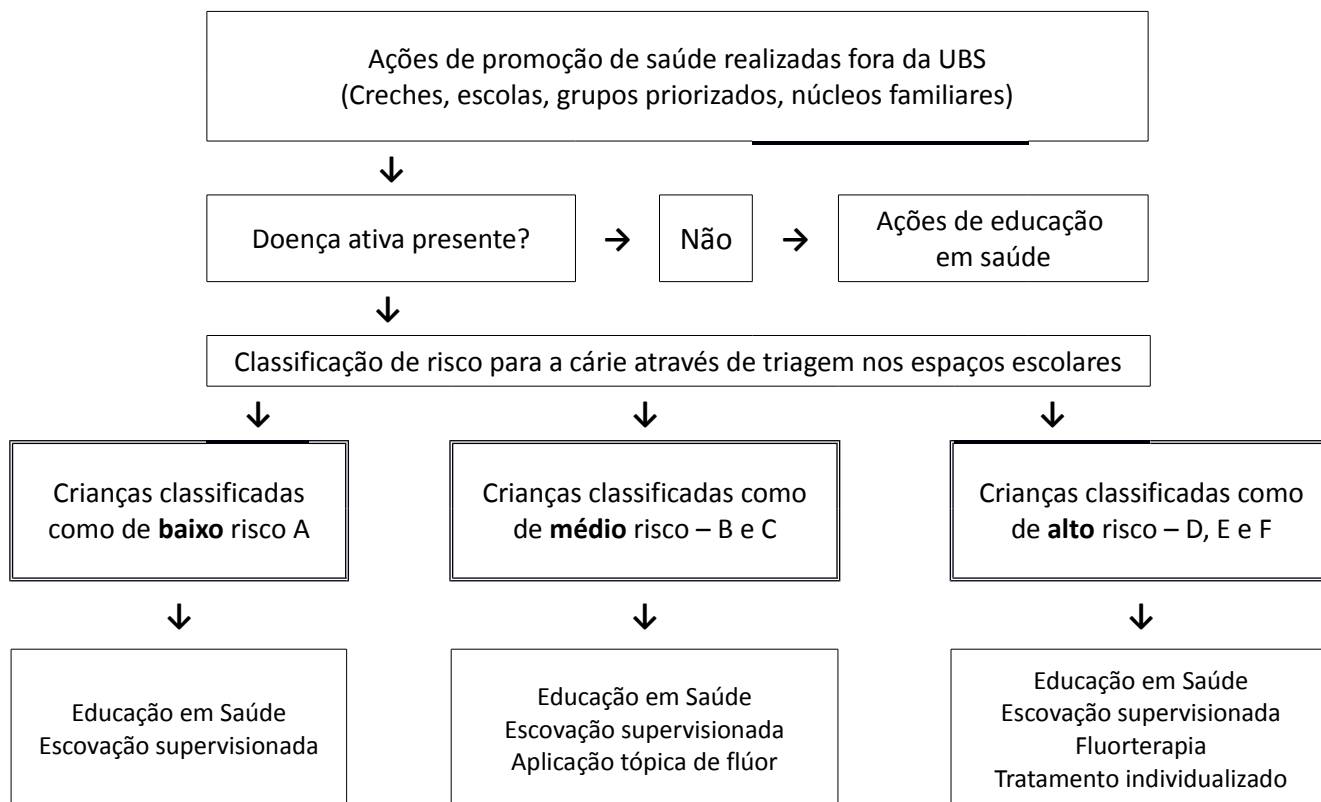 Ações de promoção de saúde realizadas fora da UBS
(Creches, escolas, grupos priorizados, núcleos familiares)
Doença ativa presente?
Não
Ações de educação
em saúde
Classificação de risco para a cárie através de triagem nos espaços escolares
Crianças classificadas
como de baixo risco A
Crianças classificadas como
de médio risco – B e C
Crianças classificadas como
de alto risco – D, E e F
Educação em Saúde
Escovação supervisionada
Educação em Saúde
Escovação supervisionada
Aplicação tópica de flúor
Educação em Saúde
Escovação supervisionada
Fluorterapia
Tratamento individualizado